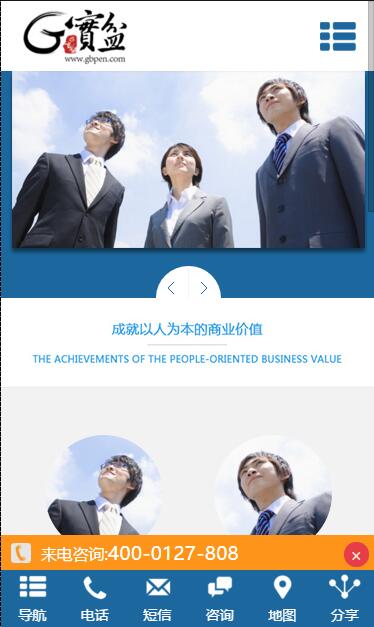 G寶盆
www.gbpen.com
成就以人为本的商业价值
THE ACHIEVEMENTS OF THE PEOPLE-ORIENTED BUSINESS VALUE
来电咨询:400-0127-808
导航 电话 短信 咨询 地图 分享